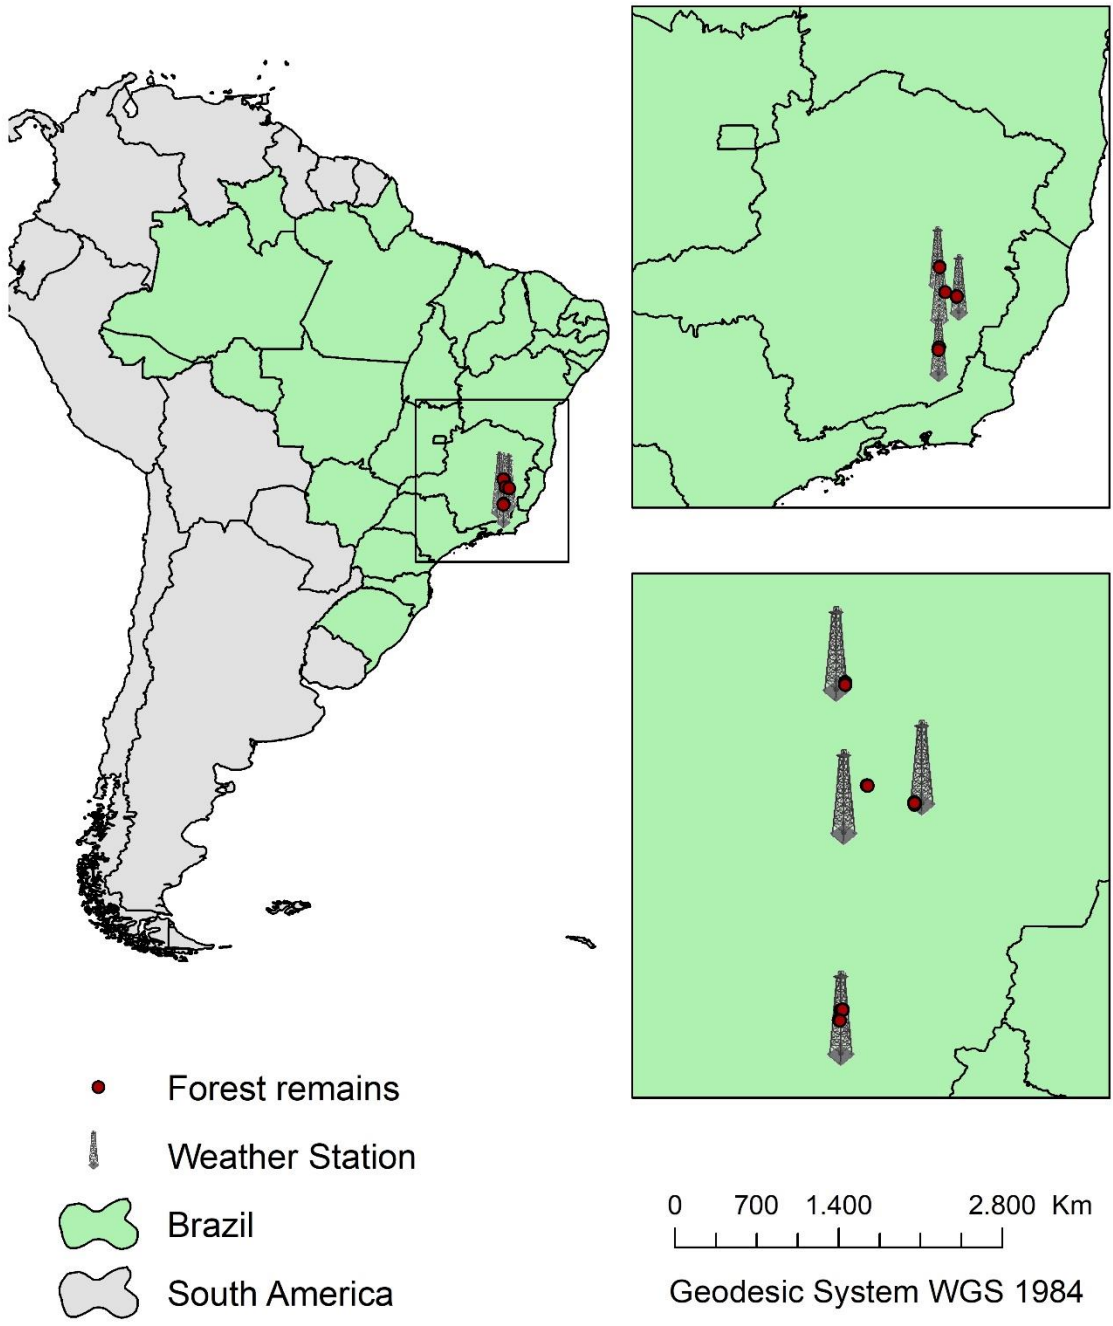 Forest remains
Weather Station
Brazil
South America
0 700 1.400 2.800 Km
Geodesic System WGS 1984